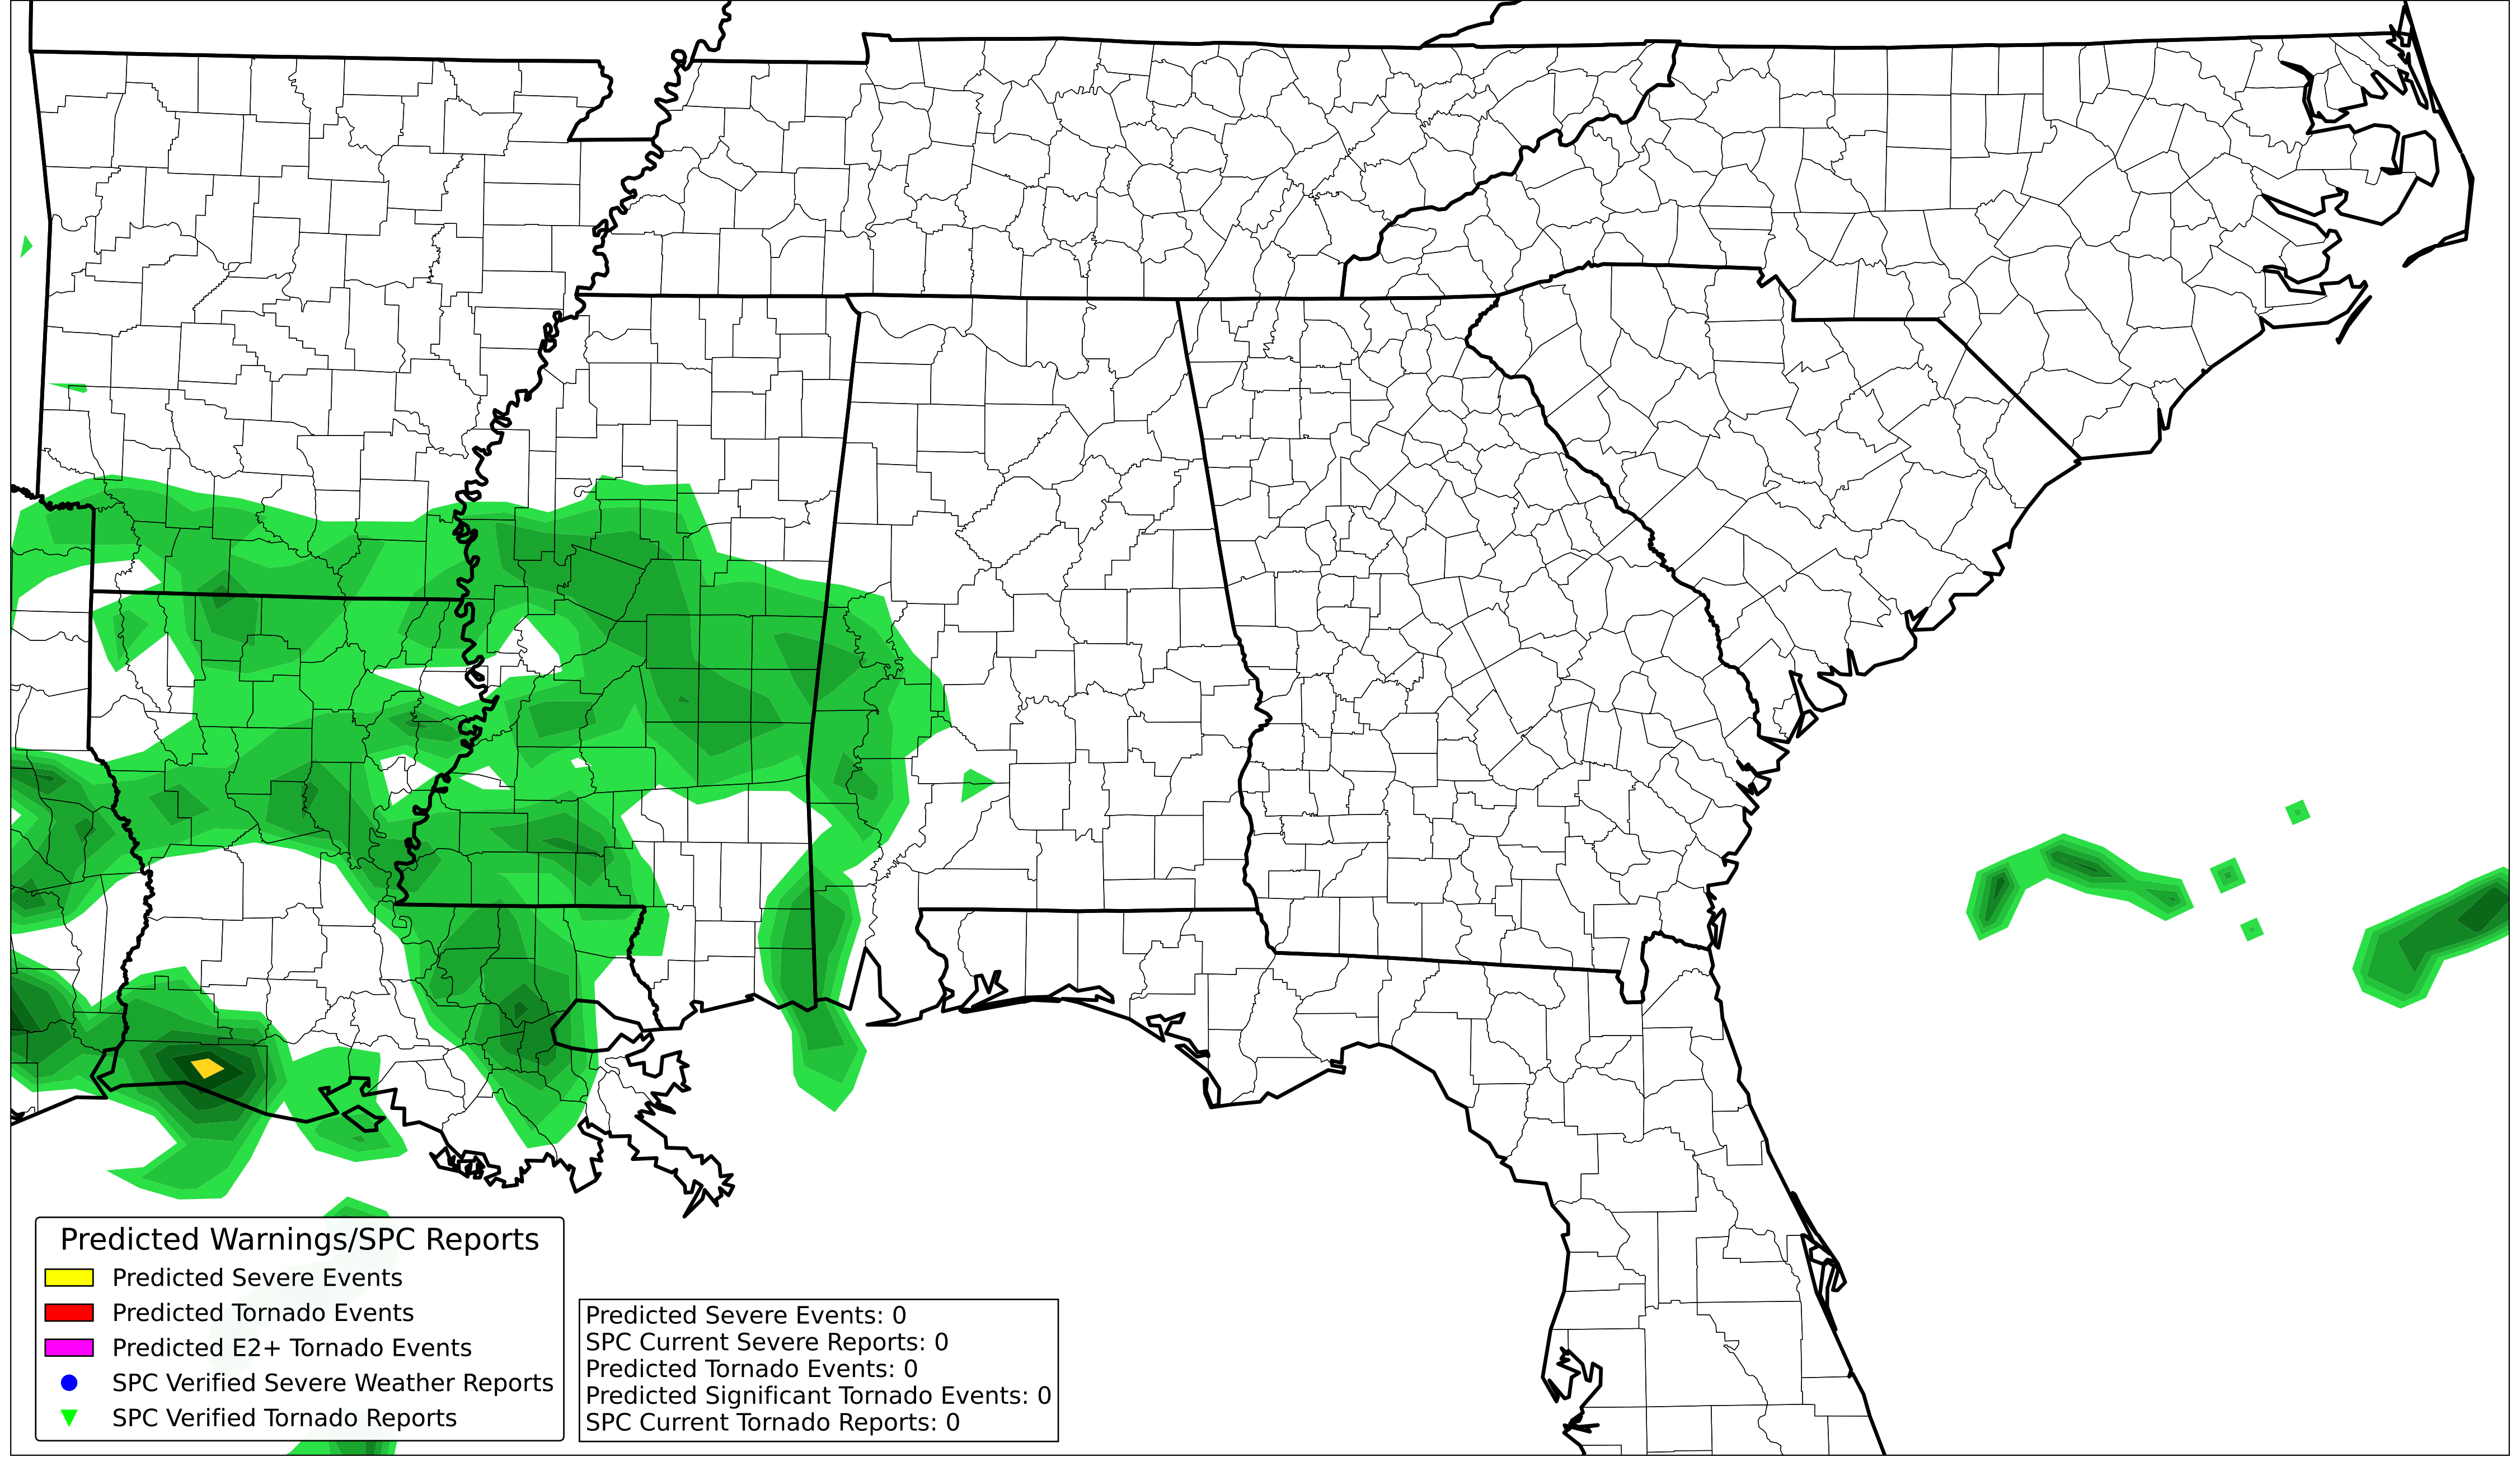 Predicted Warnings/SPC Reports
Predicted Severe Events
Predicted Tornado Events
Predicted E2+ Tornado Events
SPC Verified Severe Weather Reports
SPC Verified Tornado Reports
Predicted Severe Events: 0
SPC Current Severe Reports: 0
Predicted Tornado Events: 0
Predicted Significant Tornado Events: 0
SPC Current Tornado Reports: 0